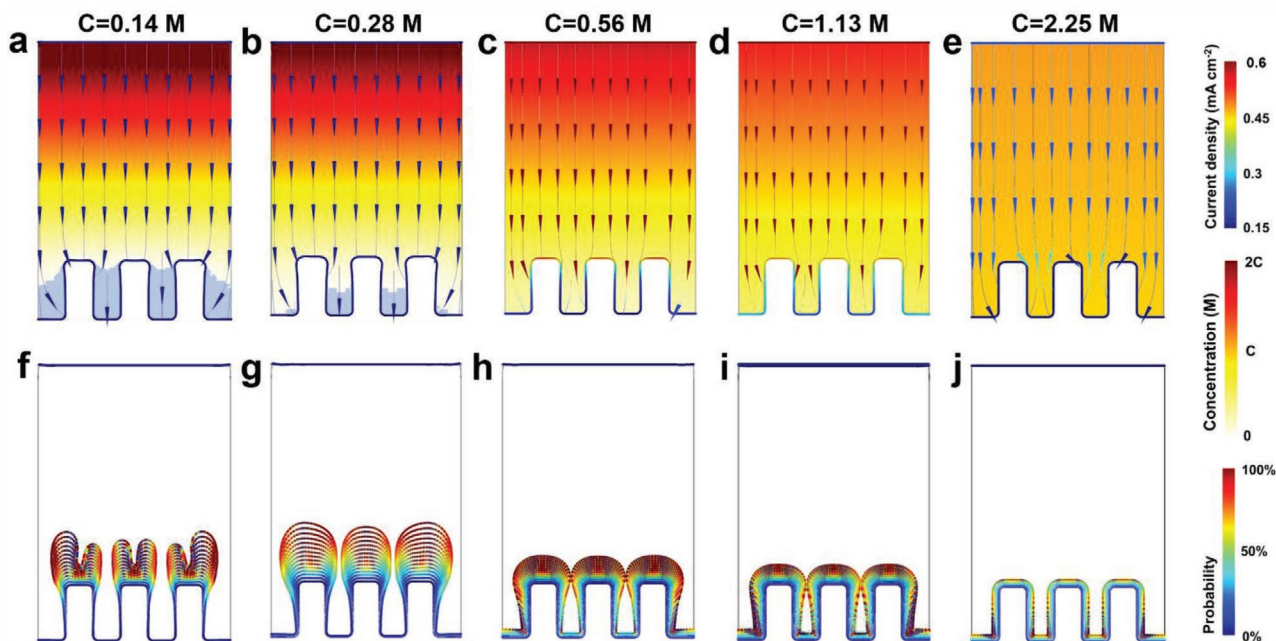 C=0.14 M C=0.28 M C=0.56 M C=1.13 M C=2.25 M
a b c d e
0.6
0.45
0.3
0.15
Current density (mA cm⁻²)
2C
C
0
Concentration (M)
f g h i j
100%
50%
0%
Probability